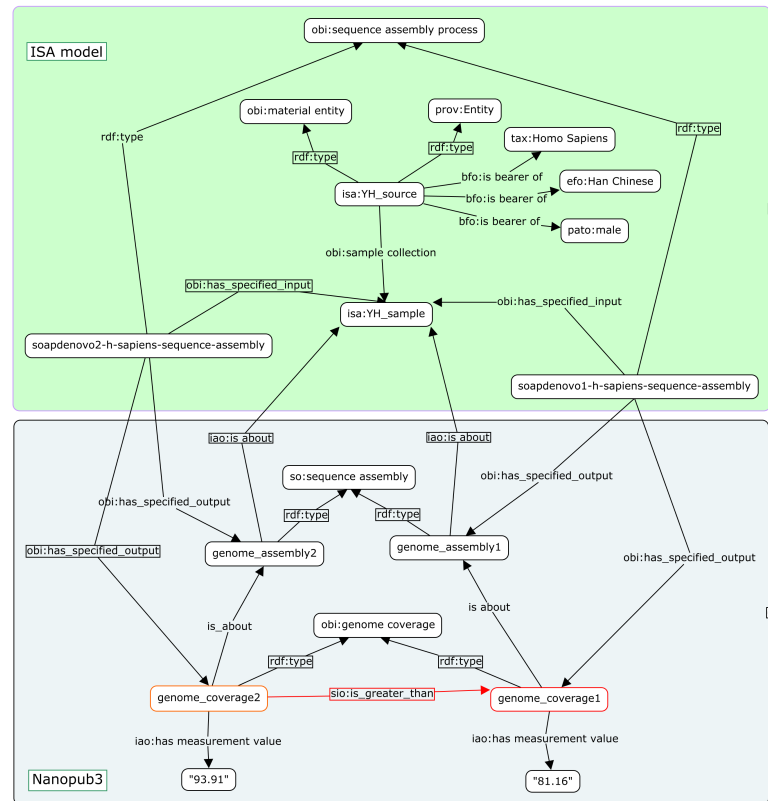 obi:sequence assembly process
ISA model
obi:material entity
prov:Entity
rdf:type
rdf:type
tax:Homo Sapiens
rdf:type
rdf:type
bfo:is bearer of
efo:Han Chinese
isa:YH_source
bfo:is bearer of
bfo:is bearer of
pato:male
obi:sample collection
obi:has_specified_input
obi:has_specified_input
isa:YH_sample
soapdenovo2-h-sapiens-sequence-assembly
soapdenovo1-h-sapiens-sequence-assembly
iao:is about
iao:is about
so:sequence assembly
obi:has_specified_output
obi:has_specified_output
rdf:type
rdf:type
obi:has_specified_output
genome_assembly2
genome_assembly1
obi:has_specified_output
is about
is_about
obi:genome coverage
rdf:type
rdf:type
genome_coverage2
sio:is_greater_than
genome_coverage1
iao:has measurement value
iao:has measurement value
Nanopub3
"93.91"
"81.16"